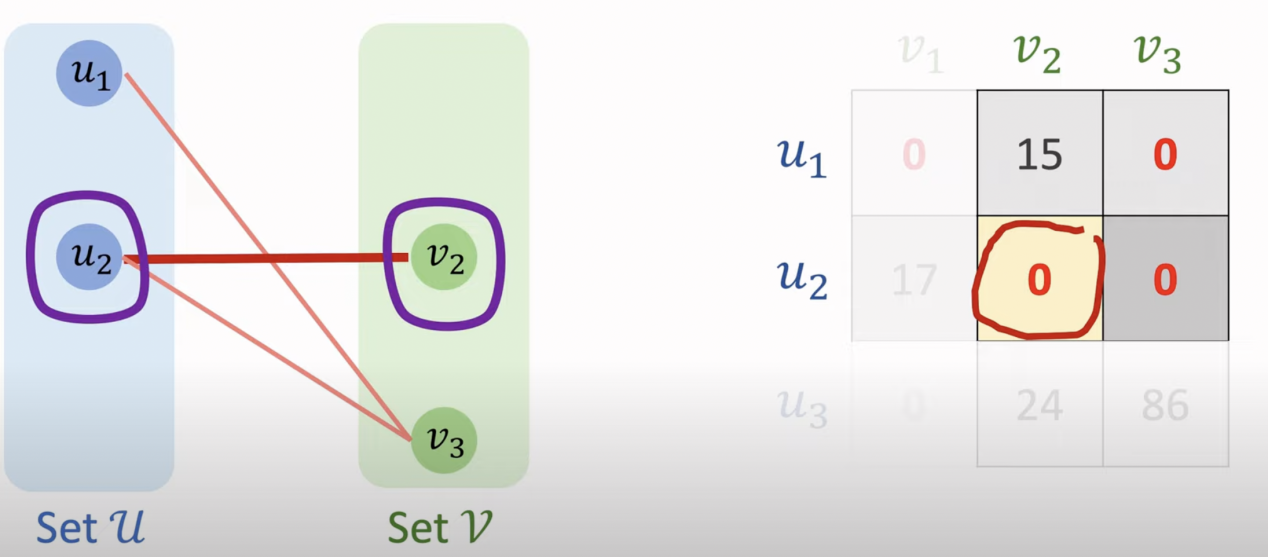 u₁
u₂
v₂
v₃
Set 𝒰
Set 𝒱
v₁ v₂ v₃
u₁ 0 15 0
u₂ 17 0 0
u₃ 0 24 86